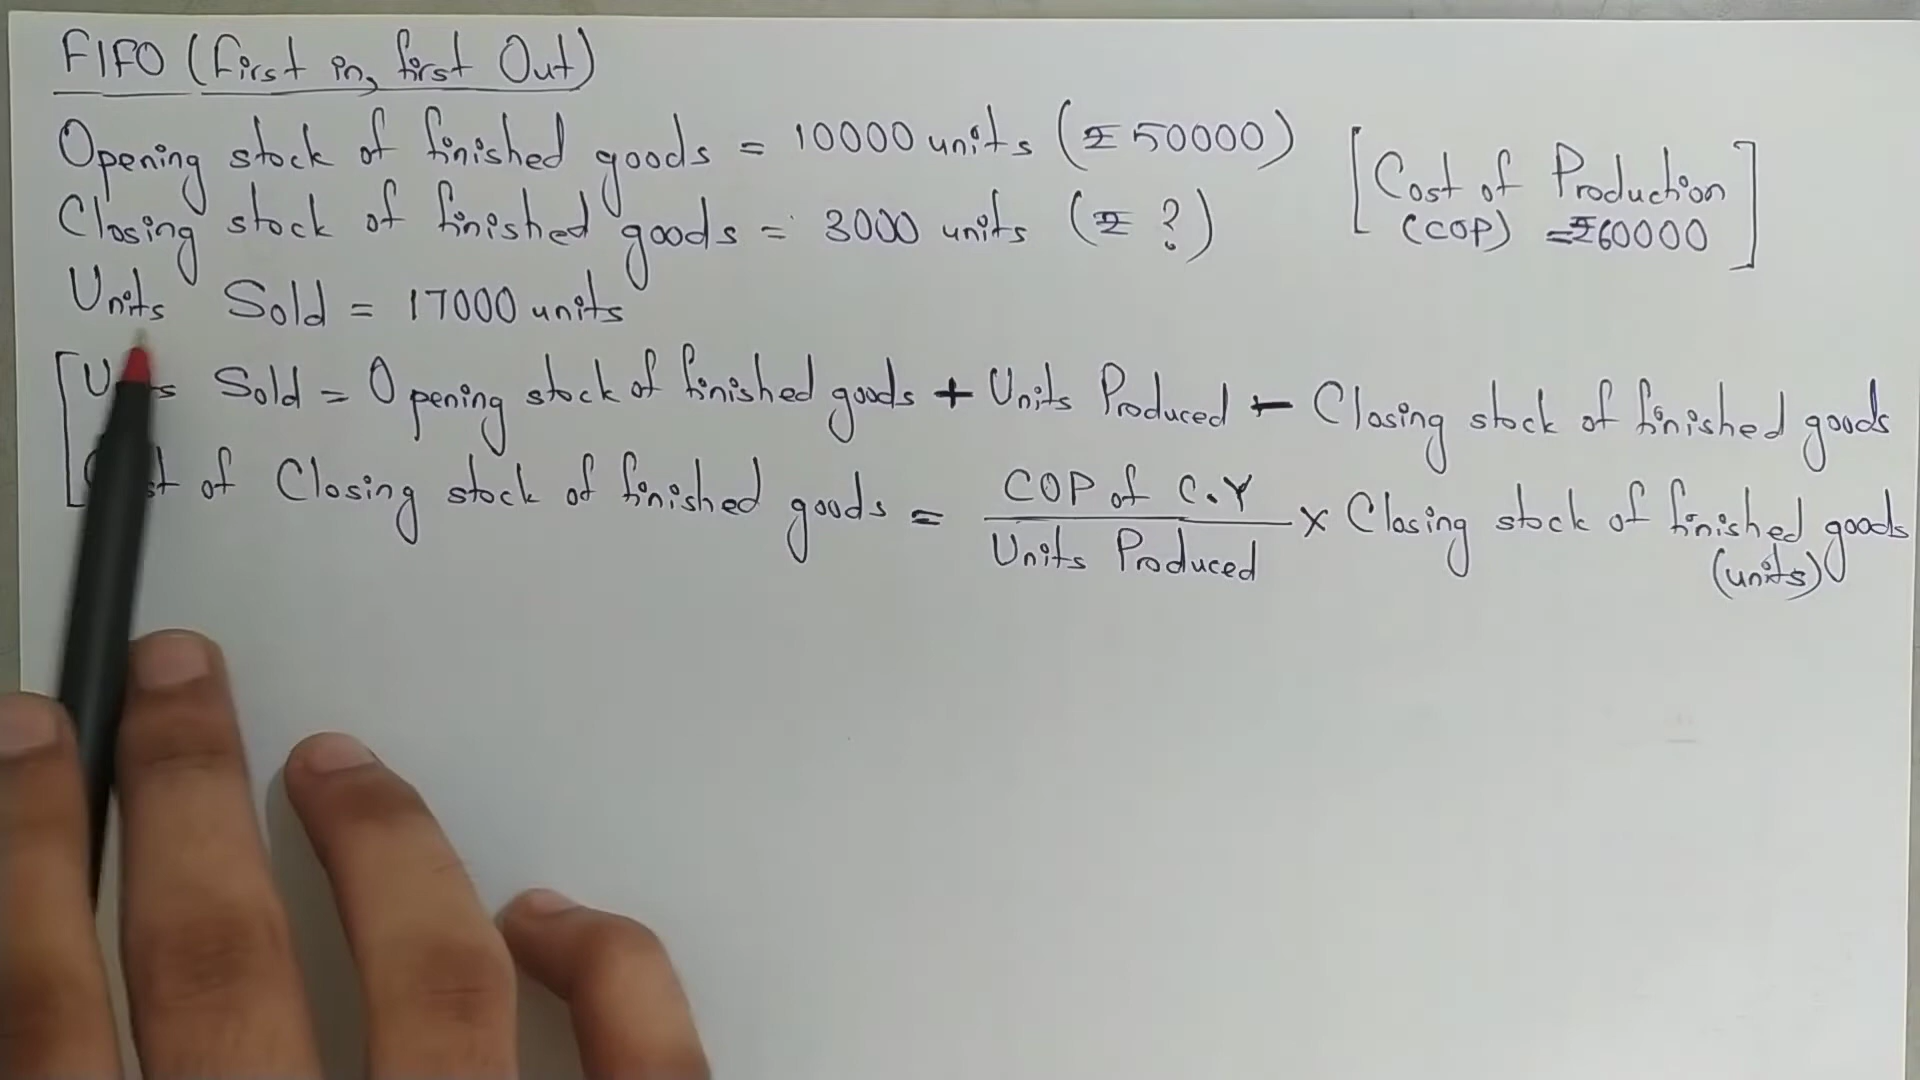 FIFO (First in, first Out)
Opening stock of finished goods = 10000 units (₹ 50000)
Closing stock of finished goods = 3000 units (₹ ?)
[Cost of Production
(COP) = ₹60000]
Units Sold = 17000 units
[Sold = Opening stock of finished goods + Units Produced - Closing stock of finished goods
of Closing stock of finished goods = COP of C.Y / Units Produced × Closing stock of finished goods
(units)